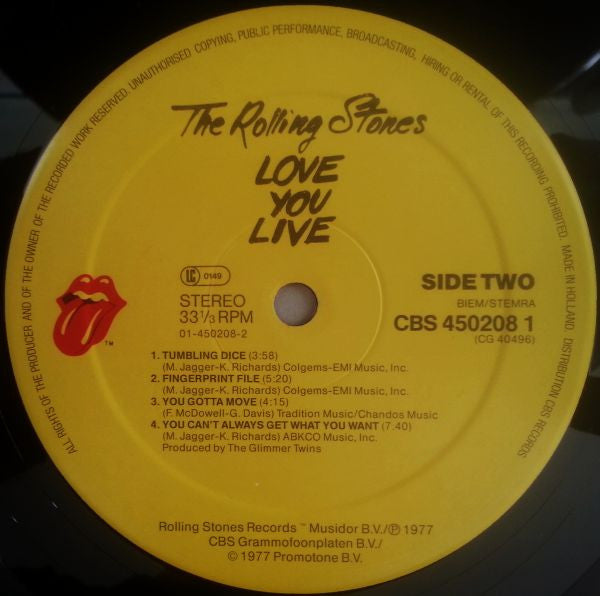 ALL RIGHTS OF THE PRODUCER AND OF THE OWNER OF THE RECORDED WORK RESERVED. UNAUTHORISED COPYING, PUBLIC PERFORMANCE, BROADCASTING, HIRING OR RENTAL OF THIS RECORDING PROHIBITED. MADE IN HOLLAND. DISTRIBUTION CBS RECORDS
The Rolling Stones
LOVE
YOU
LIVE
LC 0149
STEREO
33 1/3 RPM
01-450208-2
SIDE TWO
BIEM/STEMRA
CBS 450208 1
(CG 40496)
TM
1. TUMBLING DICE (3:58)
(M. Jagger-K. Richards) Colgems-EMI Music, Inc.
2. FINGERPRINT FILE (5:20)
(M. Jagger-K. Richards) Colgems-EMI Music, Inc.
3. YOU GOTTA MOVE (4:15)
(F. McDowell-G. Davis) Tradition Music/Chandos Music
4. YOU CAN'T ALWAYS GET WHAT YOU WANT (7.40)
(M. Jagger-K. Richards) ABKCO Music, Inc.
Produced by The Glimmer Twins
Rolling Stones Records ™ Musidor B.V./℗ 1977
CBS Grammofoonplaten B.V./
© 1977 Promotone B.V.